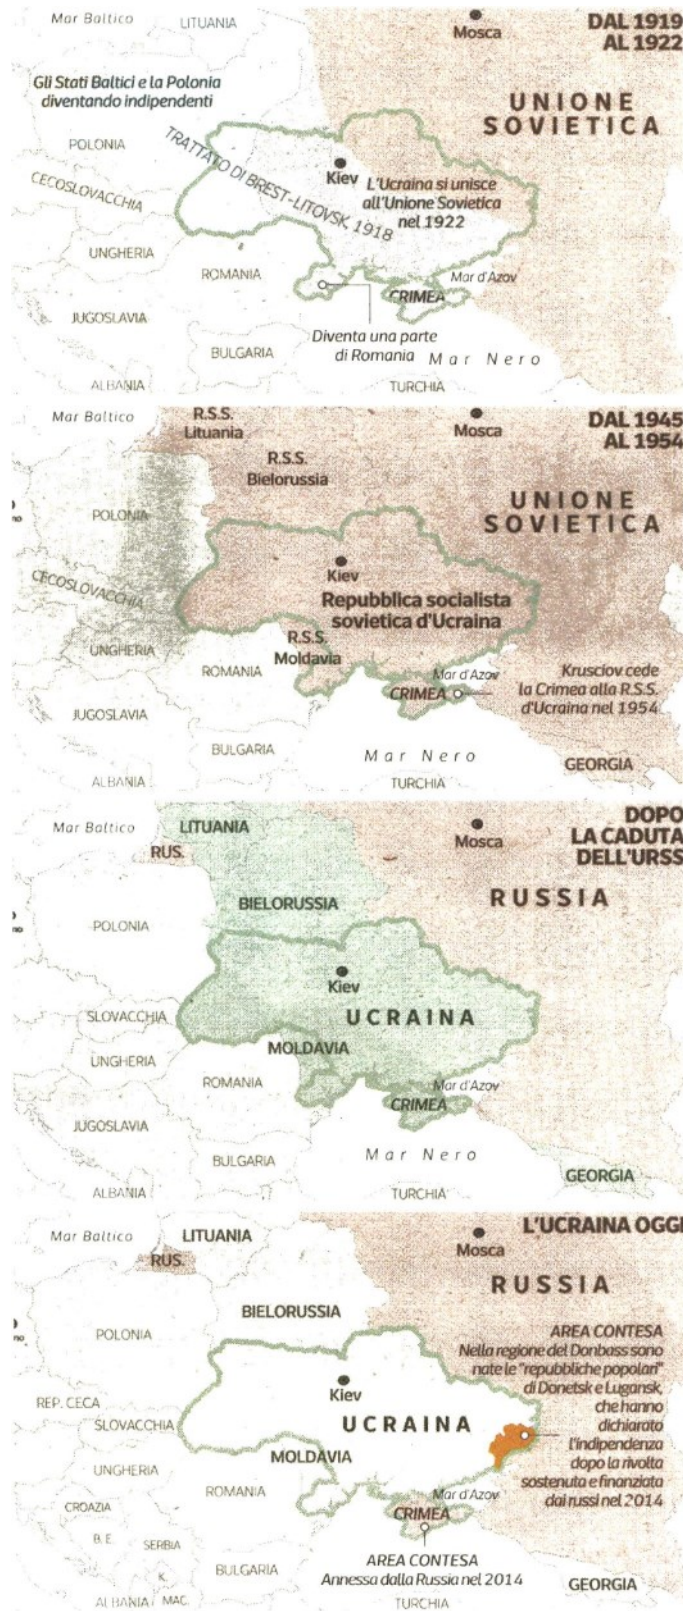 Mar Baltico
LITUANIA
Mosca
DAL 1919
AL 1922
Gli Stati Baltici e la Polonia
diventando indipendenti
UNIONE
SOVIETICA
POLONIA
TRATTATO DI BREST-LITOVSK, 1918
Kiev
L'Ucraina si unisce
all'Unione Sovietica
nel 1922
CECOSLOVACCHIA
UNGHERIA
ROMANIA
Mar d'Azov
CRIMEA
JUGOSLAVIA
Diventa una parte
di Romania
Mar Nero
BULGARIA
ALBANIA
TURCHIA
Mar Baltico
R.S.S.
Lituania
Mosca
DAL 1945
AL 1954
R.S.S.
Bielorussia
UNIONE
SOVIETICA
POLONIA
Kiev
CECOSLOVACCHIA
Repubblica socialista
sovietica d'Ucraina
UNGHERIA
R.S.S.
Moldavia
ROMANIA
Mar d'Azov
CRIMEA
Krusciov cede
la Crimea alla R.S.S.
d'Ucraina nel 1954
JUGOSLAVIA
BULGARIA
Mar Nero
GEORGIA
ALBANIA
TURCHIA
Mar Baltico
LITUANIA
RUS.
Mosca
DOPO
LA CADUTA
DELL'URSS
BIELORUSSIA
RUSSIA
POLONIA
Kiev
SLOVACCHIA
UCRAINA
UNGHERIA
MOLDAVIA
ROMANIA
Mar d'Azov
CRIMEA
JUGOSLAVIA
BULGARIA
Mar Nero
GEORGIA
ALBANIA
TURCHIA
Mar Baltico
LITUANIA
RUS.
Mosca
L'UCRAINA OGGI
RUSSIA
BIELORUSSIA
POLONIA
AREA CONTESA
Nella regione del Donbass sono
nate le "repubbliche popolari"
di Donetsk e Lugansk,
che hanno
dichiarato
l'indipendenza
dopo la rivolta
sostenuta e finanziata
dai russi nel 2014
Kiev
REP. CECA
SLOVACCHIA
UCRAINA
UNGHERIA
MOLDAVIA
ROMANIA
CROAZIA
Mar d'Azov
CRIMEA
B. E.
SERBIA
AREA CONTESA
Annessa dalla Russia nel 2014
K.
BULGARIA
GEORGIA
ALBANIA
MAC.
TURCHIA